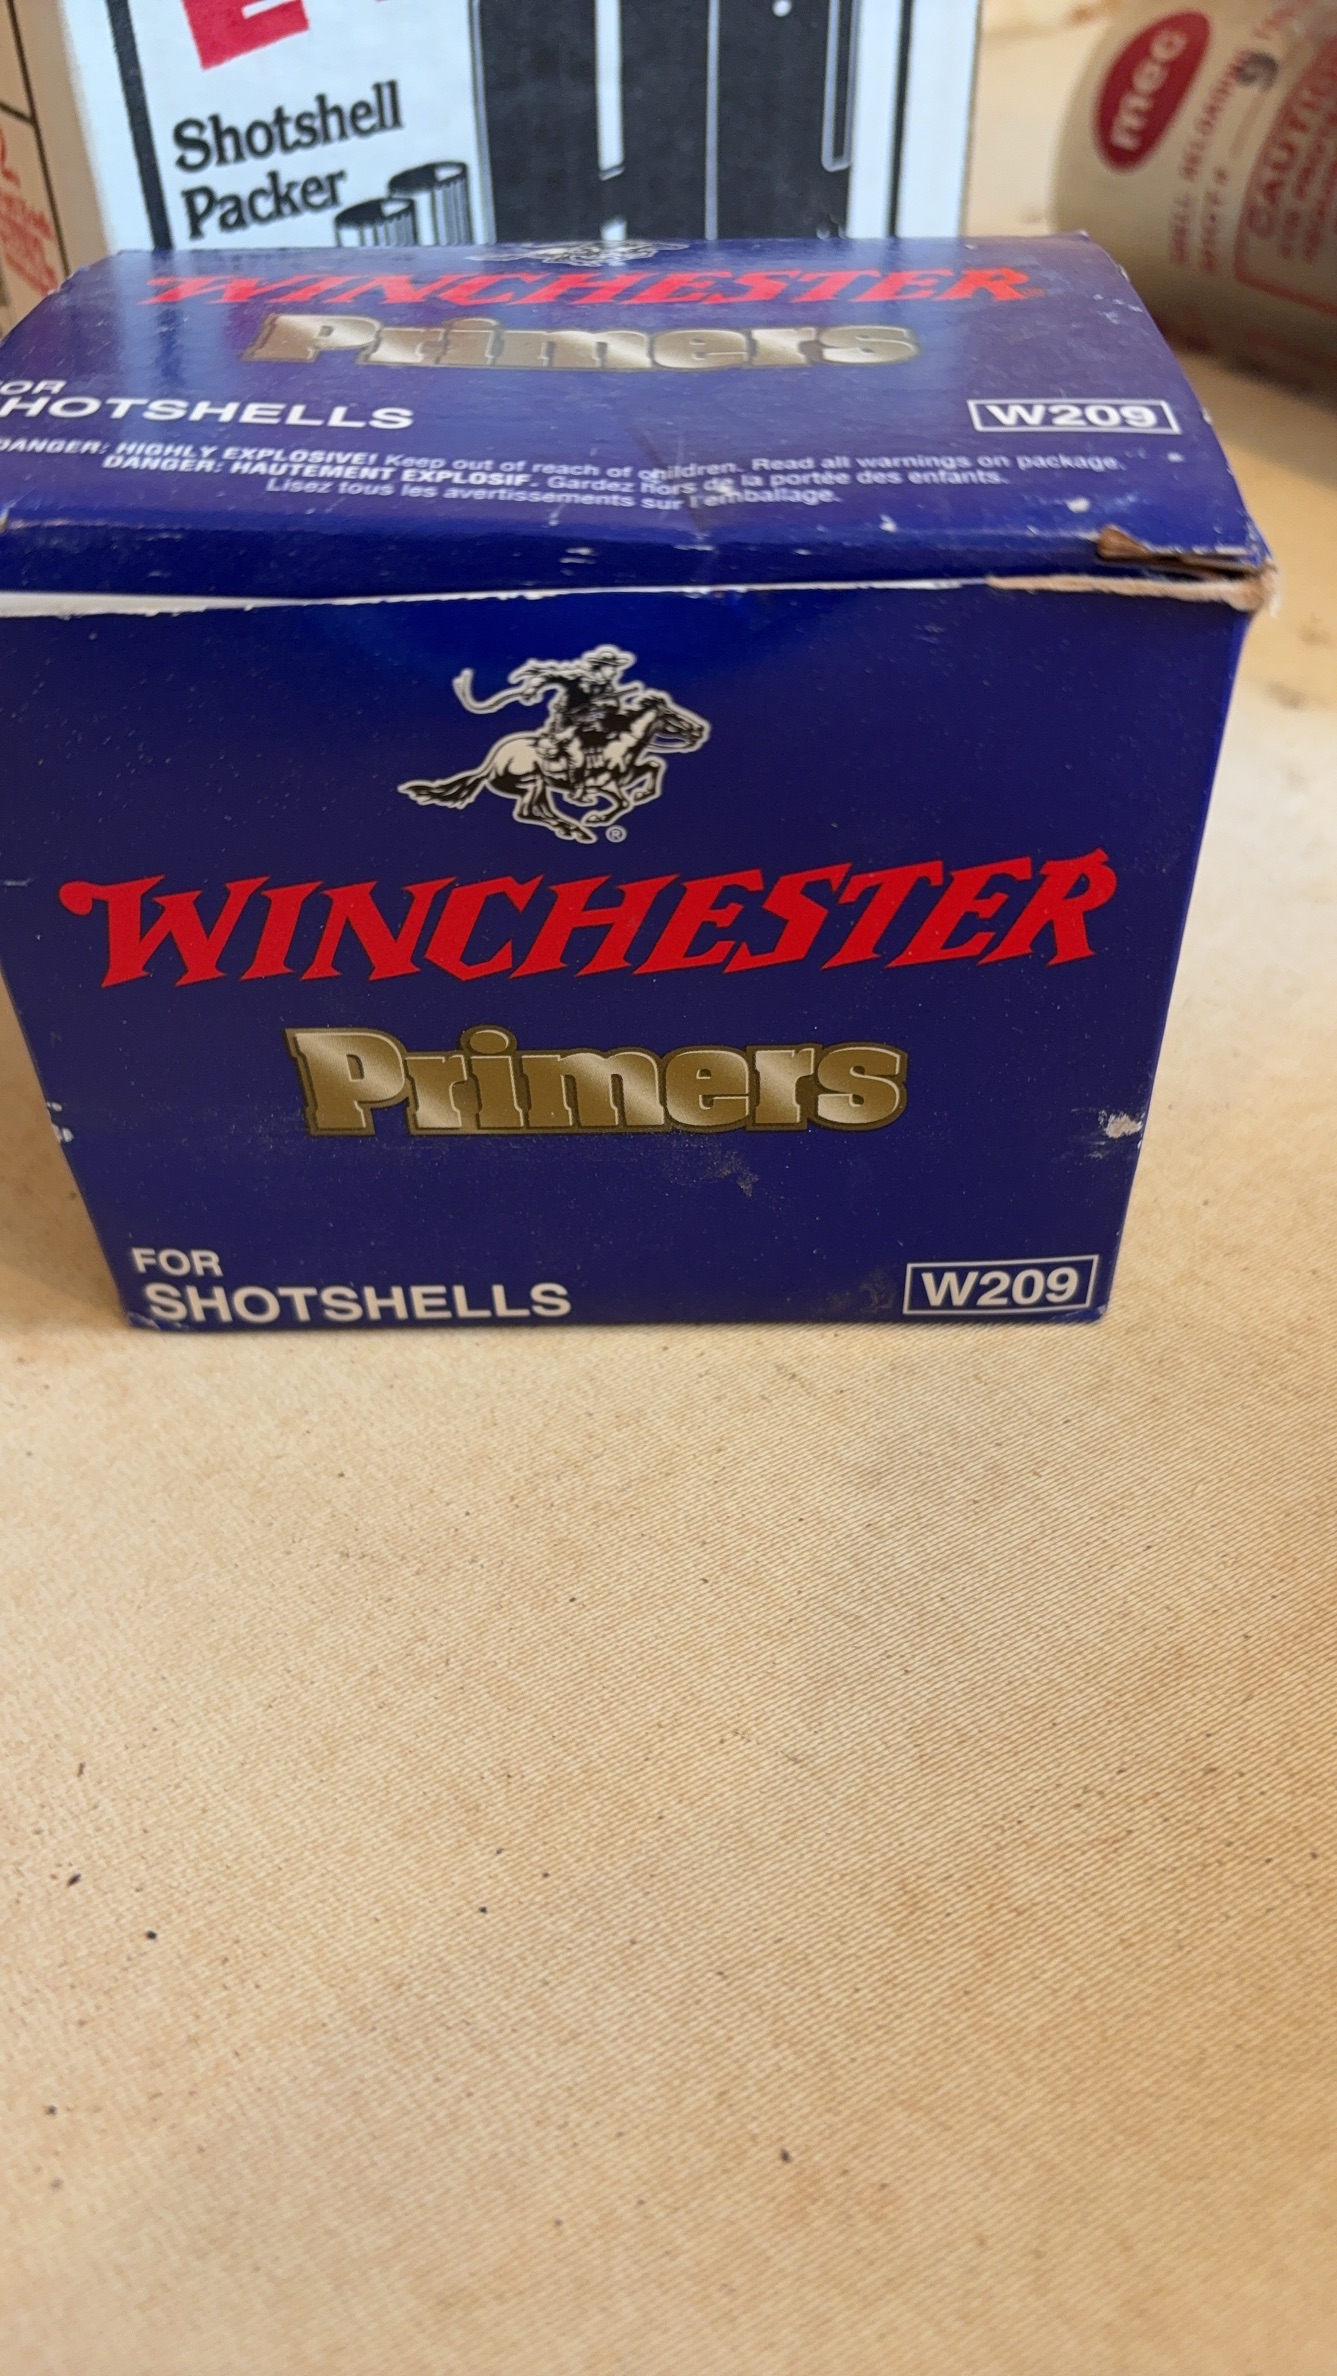 Shotshell
Packer
mec
CAUTION
WINCHESTER
Primers
OR
HOTSHELLS
W209
DANGER: HIGHLY EXPLOSIVE! Keep out of reach of children. Read all warnings on package.
DANGER: HAUTEMENT EXPLOSIF. Gardez hors de la portée des enfants.
Lisez tous les avertissements sur l'emballage.
®
WINCHESTER
Primers
FOR
SHOTSHELLS
W209